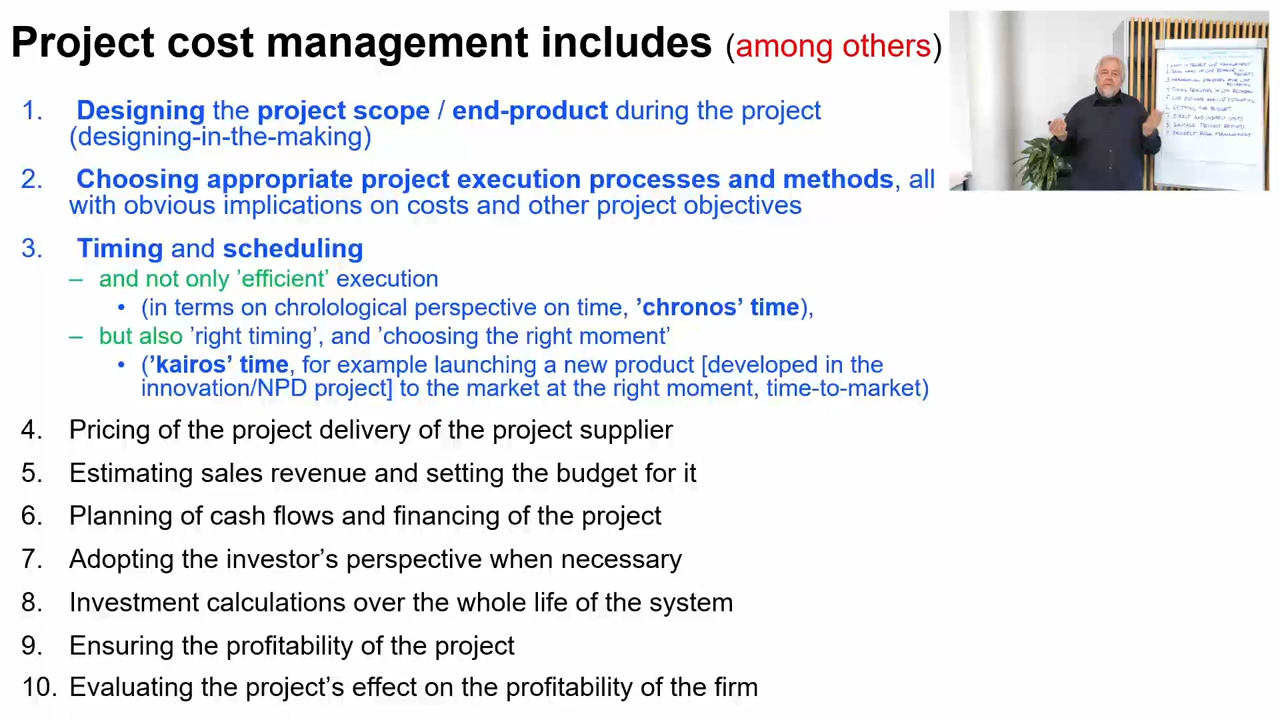 Project cost management includes (among others)
1. Designing the project scope / end-product during the project
(designing-in-the-making)
2. Choosing appropriate project execution processes and methods, all
with obvious implications on costs and other project objectives
3. Timing and scheduling
– and not only ’efficient’ execution
• (in terms on chrolological perspective on time, ’chronos’ time),
– but also ’right timing’, and ’choosing the right moment’
• (’kairos’ time, for example launching a new product [developed in the
innovation/NPD project] to the market at the right moment, time-to-market)
4. Pricing of the project delivery of the project supplier
5. Estimating sales revenue and setting the budget for it
6. Planning of cash flows and financing of the project
7. Adopting the investor’s perspective when necessary
8. Investment calculations over the whole life of the system
9. Ensuring the profitability of the project
10. Evaluating the project’s effect on the profitability of the firm